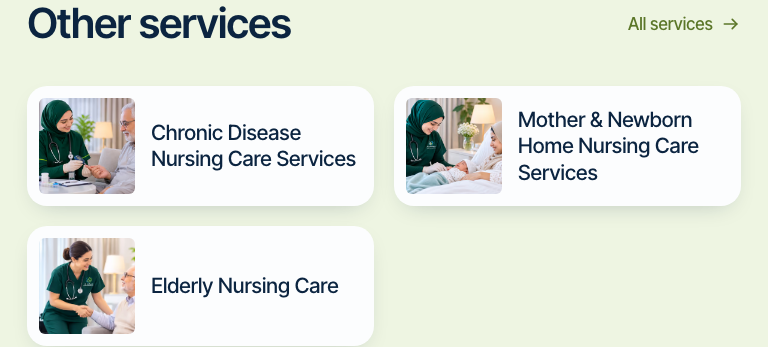 Other services
All services →
Chronic Disease
Nursing Care Services
Mother & Newborn
Home Nursing Care
Services
Elderly Nursing Care